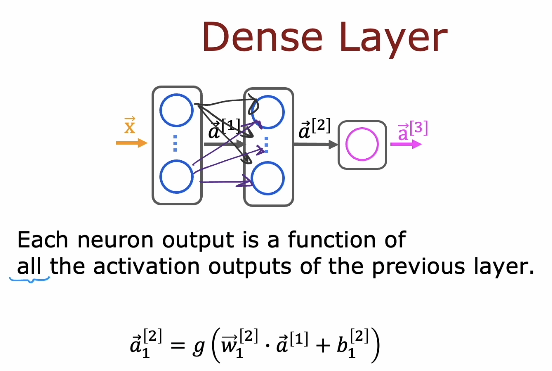 Dense Layer
x⃗ a⃗[1] a⃗[2] a⃗[3]
Each neuron output is a function of
all the activation outputs of the previous layer.
a⃗₁[2] = g (w⃗₁[2] · a⃗[1] + b₁[2])